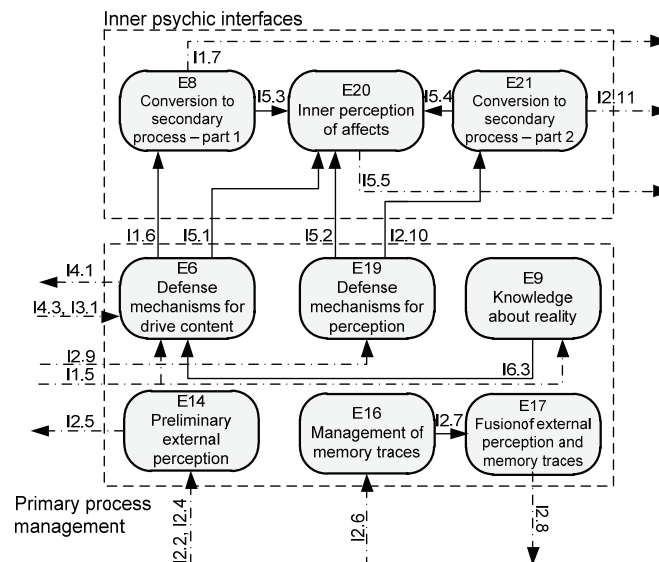 Inner psychic interfaces
I1.7
E8
Conversion to
secondary
process – part 1
I5.3
E20
Inner perception
of affects
I5.4
E21
Conversion to
secondary
process – part 2
I2.11
I5.5
I1.6
I5.1
I5.2
I2.10
I4.1
I4.3, I3.1
E6
Defense
mechanisms for
drive content
E19
Defense
mechanisms for
perception
E9
Knowledge
about reality
I2.9
I1.5
I6.3
I2.5
E14
Preliminary
external
perception
E16
Management of
memory traces
I2.7
E17
Fusionof external
perception and
memory traces
Primary process
management
I2.2, I2.4
I2.6
I2.8